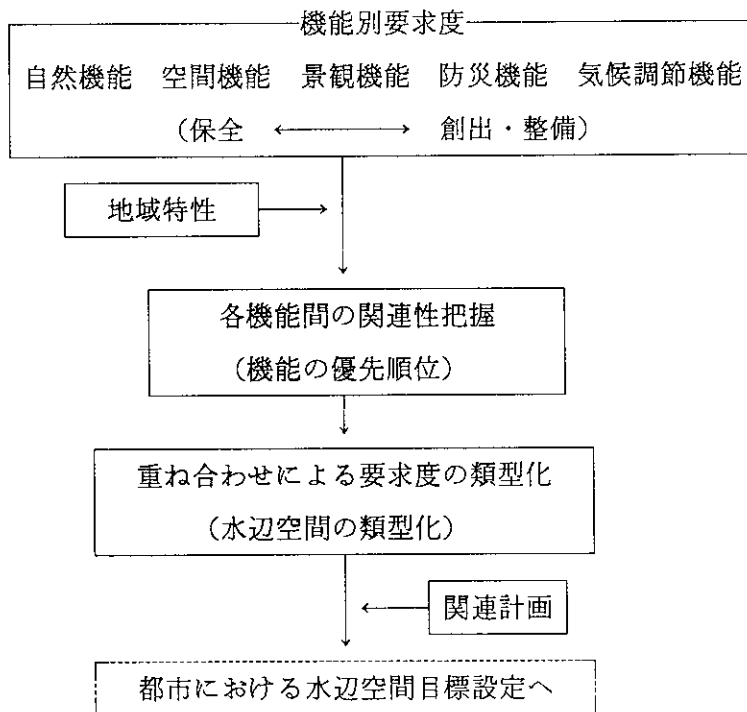 機能別要求度
自然機能 空間機能 景観機能 防災機能 気候調節機能
(保全 ←→ 創出・整備)
地域特性
各機能間の関連性把握
(機能の優先順位)
重ね合わせによる要求度の類型化
(水辺空間の類型化)
関連計画
都市における水辺空間目標設定へ